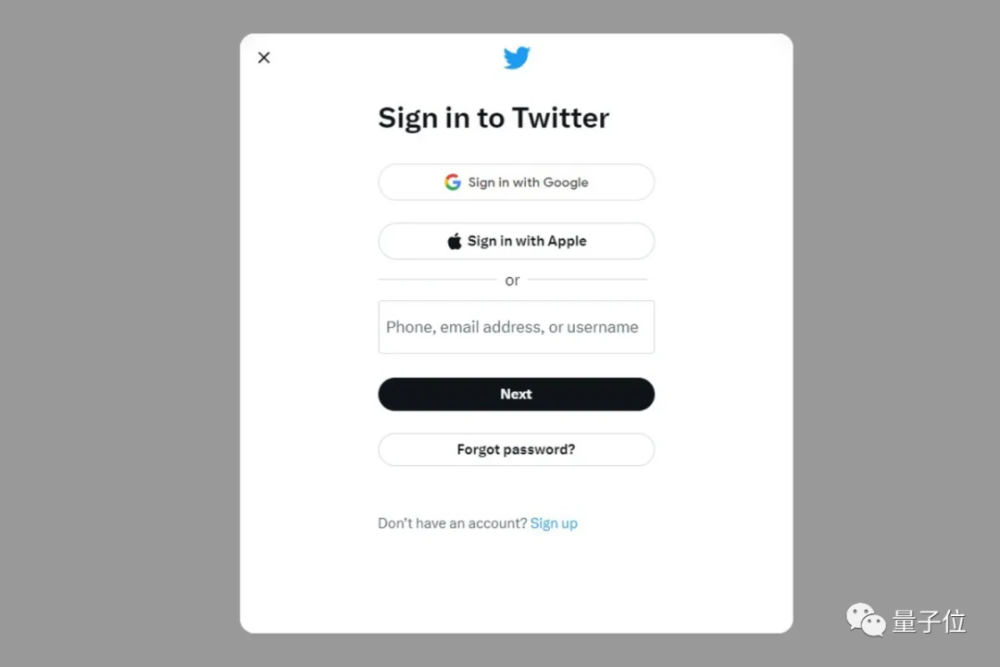 Sign in to Twitter
Sign in with Google
Sign in with Apple
or
Phone, email address, or username
Next
Forgot password?
Don't have an account? Sign up
量子位